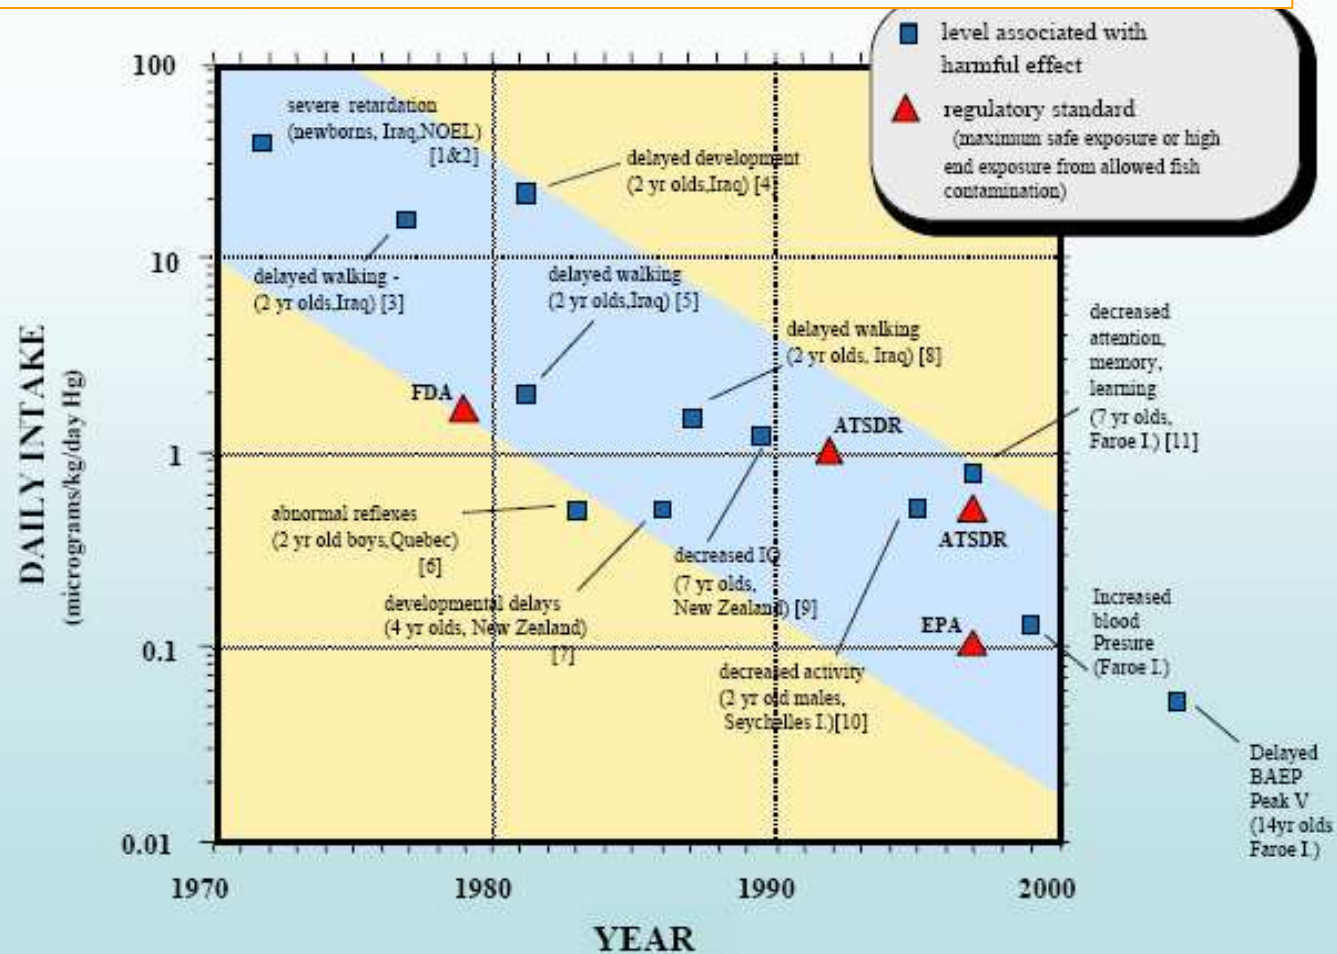 level associated with
harmful effect
regulatory standard
(maximum safe exposure or high
end exposure from allowed fish
contamination)
100
10
1
0.1
0.01
DAILY INTAKE
(micrograms/kg/day Hg)
severe retardation
(newborns, Iraq,NOEL)
[1&2]
delayed development
(2 yr olds,Iraq) [4]
delayed walking -
(2 yr olds,Iraq) [3]
delayed walking
(2 yr olds,Iraq) [5]
delayed walking
(2 yr olds, Iraq) [8]
decreased
attention,
memory,
learning
(7 yr olds,
Faroe I.) [11]
FDA
ATSDR
abnormal reflexes
(2 yr old boys,Quebec)
[6]
developmental delays
(4 yr olds, New Zealand)
[7]
decreased IQ
(7 yr olds,
New Zealand) [9]
ATSDR
EPA
decreased activity
(2 yr old males,
Seychelles I.)[10]
Increased
blood
Presure
(Faroe I.)
Delayed
BAEP
Peak V
(14yr olds
Faroe I.)
1970
1980
1990
2000
YEAR